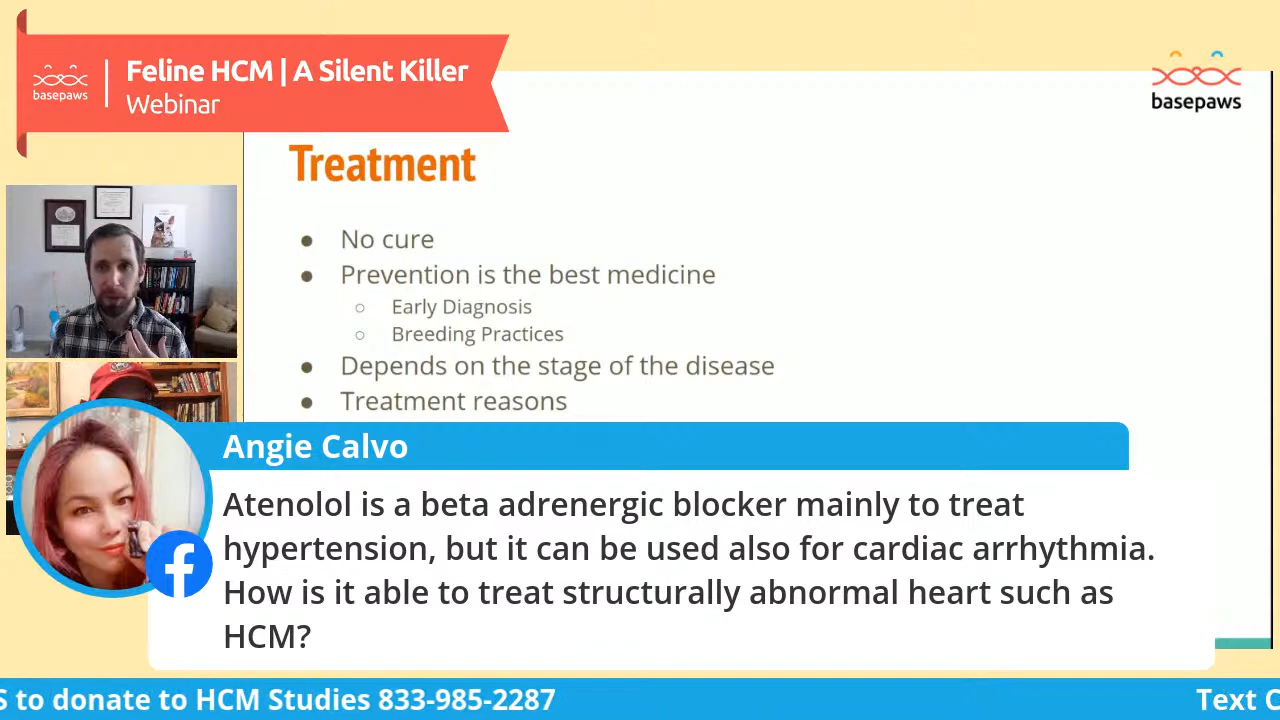 Feline HCM | A Silent Killer
Webinar
basepaws
basepaws
Treatment
● No cure
● Prevention is the best medicine
○ Early Diagnosis
○ Breeding Practices
● Depends on the stage of the disease
● Treatment reasons
Angie Calvo
Atenolol is a beta adrenergic blocker mainly to treat
hypertension, but it can be used also for cardiac arrhythmia.
How is it able to treat structurally abnormal heart such as
HCM?
S to donate to HCM Studies 833-985-2287
Text C